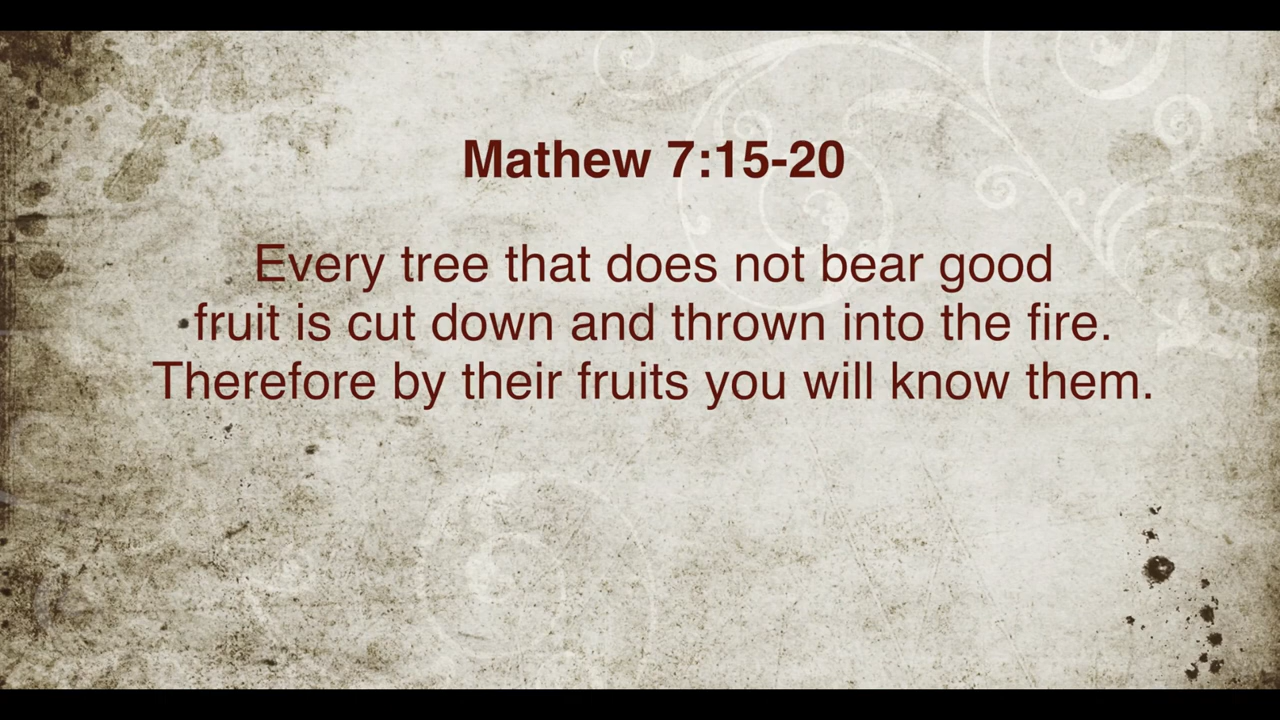 Mathew 7:15-20
Every tree that does not bear good
fruit is cut down and thrown into the fire.
Therefore by their fruits you will know them.